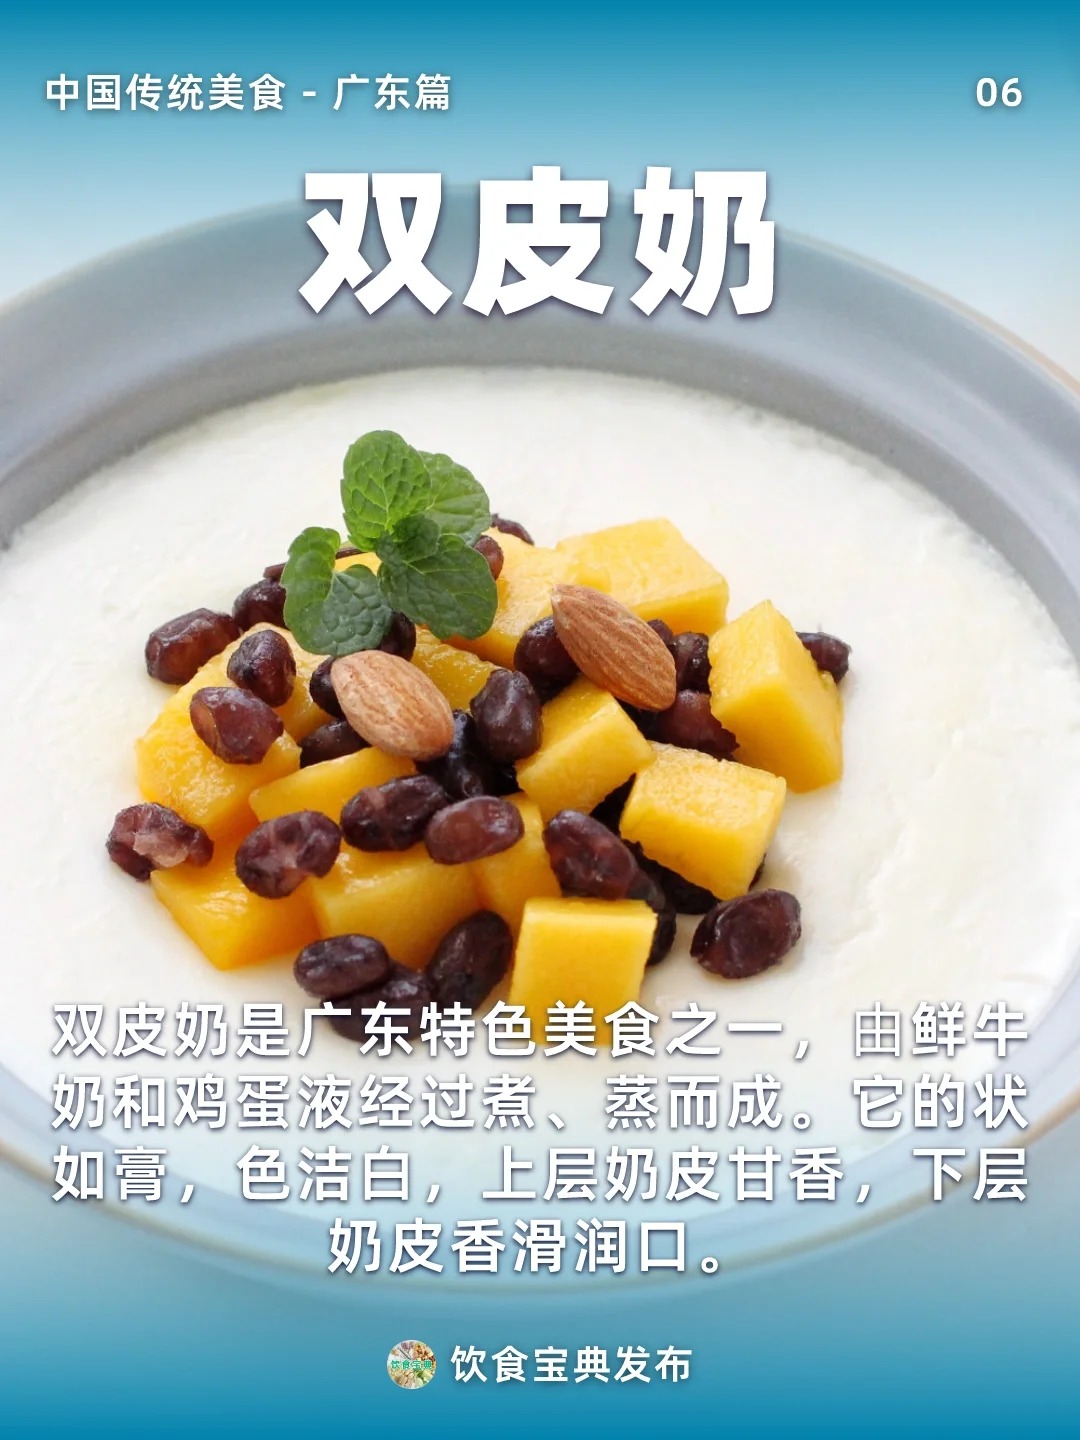 中国传统美食 - 广东篇
06
双皮奶
双皮奶是广东特色美食之一，由鲜牛
奶和鸡蛋液经过煮、蒸而成。它的状
如膏，色洁白，上层奶皮甘香，下层
奶皮香滑润口。
饮食宝典
饮食宝典发布